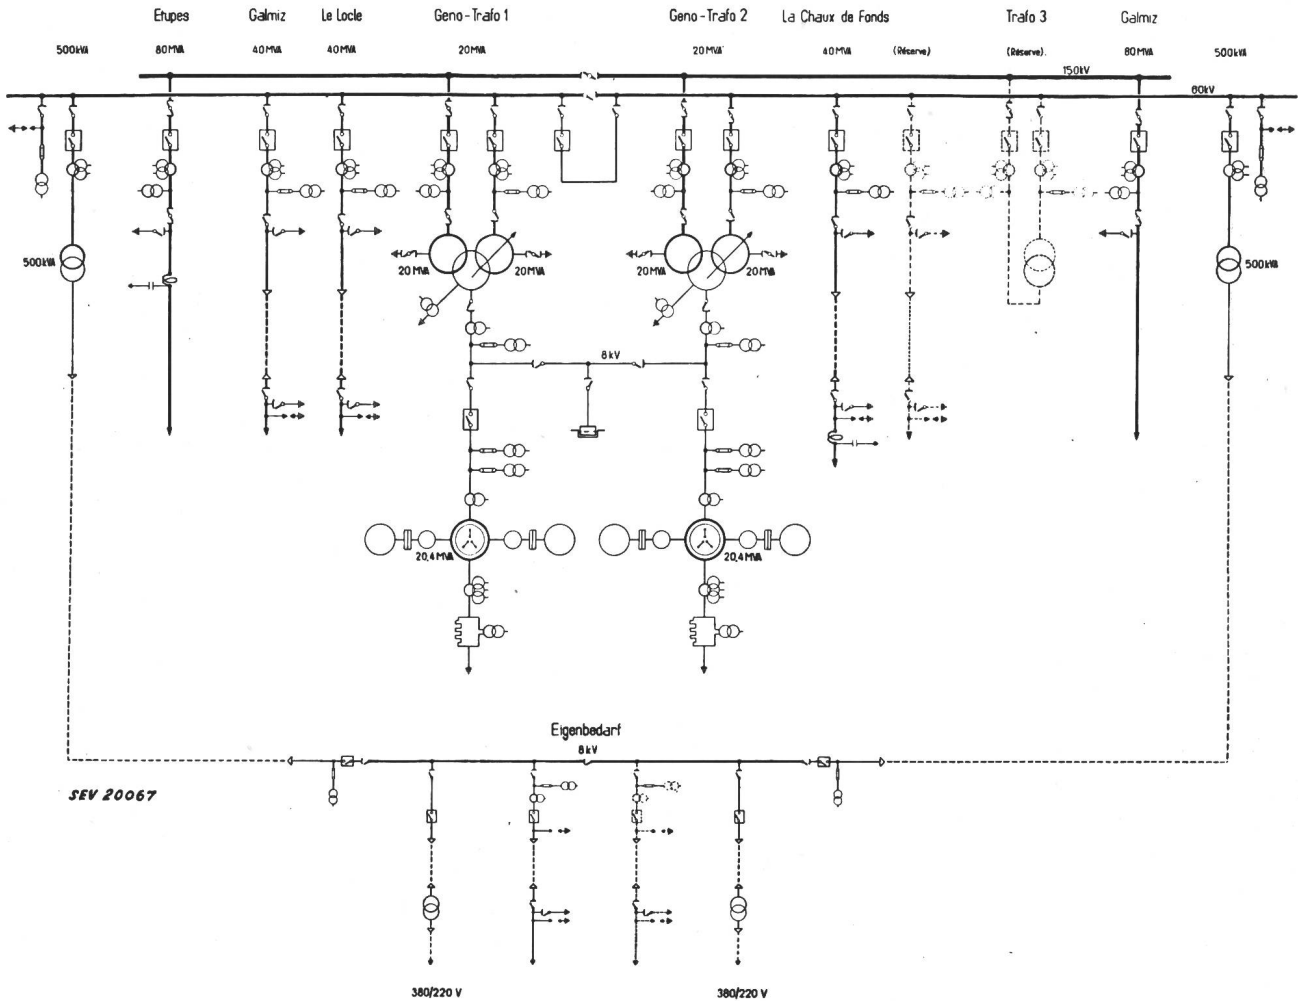 Etupes Galmiz Le Locle Geno-Trafo 1 Geno-Trafo 2 La Chaux de Fonds Trafo 3 Galmiz
500kVA 80MVA 40MVA 40MVA 20MVA 20MVA 40MVA (Réserve) (Réserve). 80MVA 500kVA
150kV
60kV
500kVA 20MVA 20MVA 20MVA 20MVA 500kVA
8kV
20,4MVA 20,4MVA
Eigenbedarf
8kV
SEV 20067
380/220 V 380/220 V